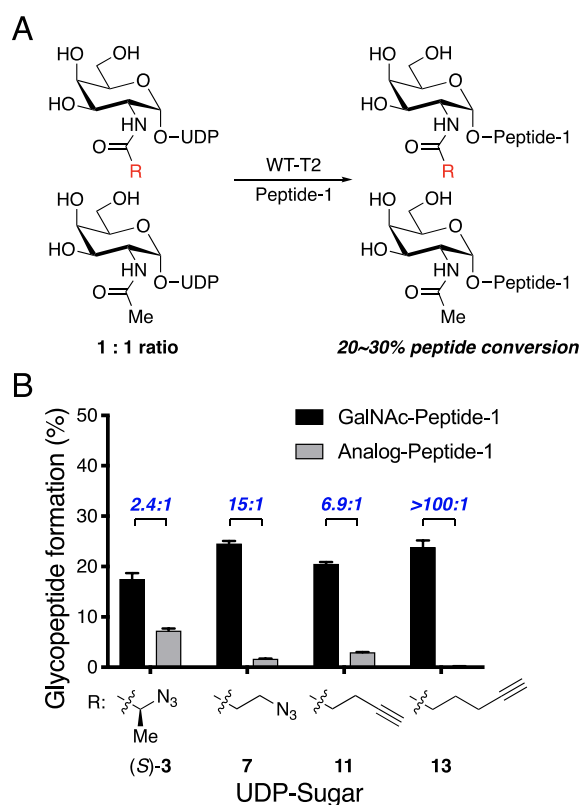 A
HO OH
O
HO
HN
O–UDP
O
R
HO OH
O
HO
HN
O–UDP
O
Me
1 : 1 ratio
WT-T2
Peptide-1
HO OH
O
HO
HN
O–Peptide-1
O
R
HO OH
O
HO
HN
O–Peptide-1
O
Me
20~30% peptide conversion
B
Glycopeptide formation (%)
50
40
30
20
10
0
GalNAc-Peptide-1
Analog-Peptide-1
2.4:1 15:1 6.9:1 >100:1
R: N3 Me N3
(S)-3 7 11 13
UDP-Sugar